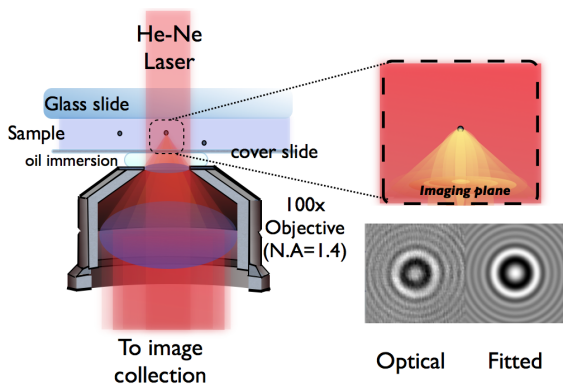 He-Ne
Laser
Glass slide
Sample
oil immersion
cover slide
100x
Objective
(N.A=1.4)
To image
collection
Imaging plane
Optical
Fitted